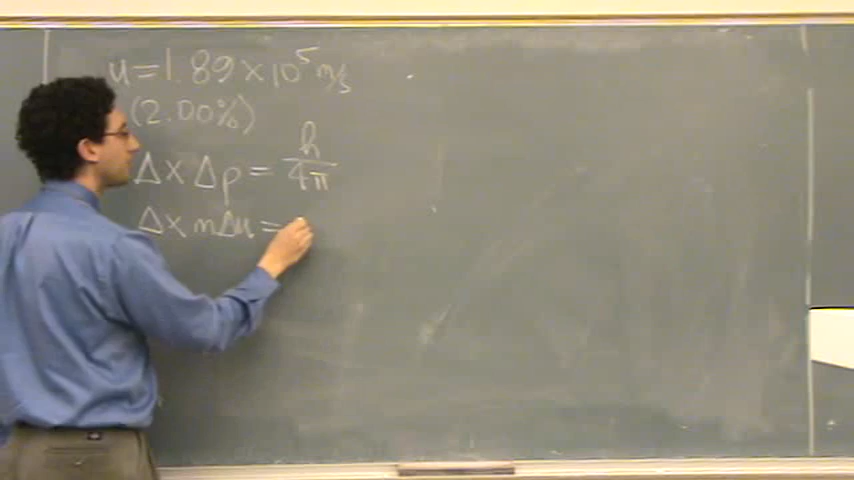 u = 1.89 × 10⁵ m/s
(2.00%)
Δx Δp = h/4π
Δx mΔu =